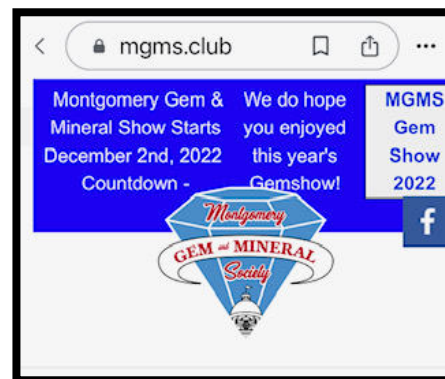 mgms.club
Montgomery Gem &
Mineral Show Starts
December 2nd, 2022
Countdown -
We do hope
you enjoyed
this year's
Gemshow!
MGMS
Gem
Show
2022
f
Montgomery
GEM and MINERAL
Society